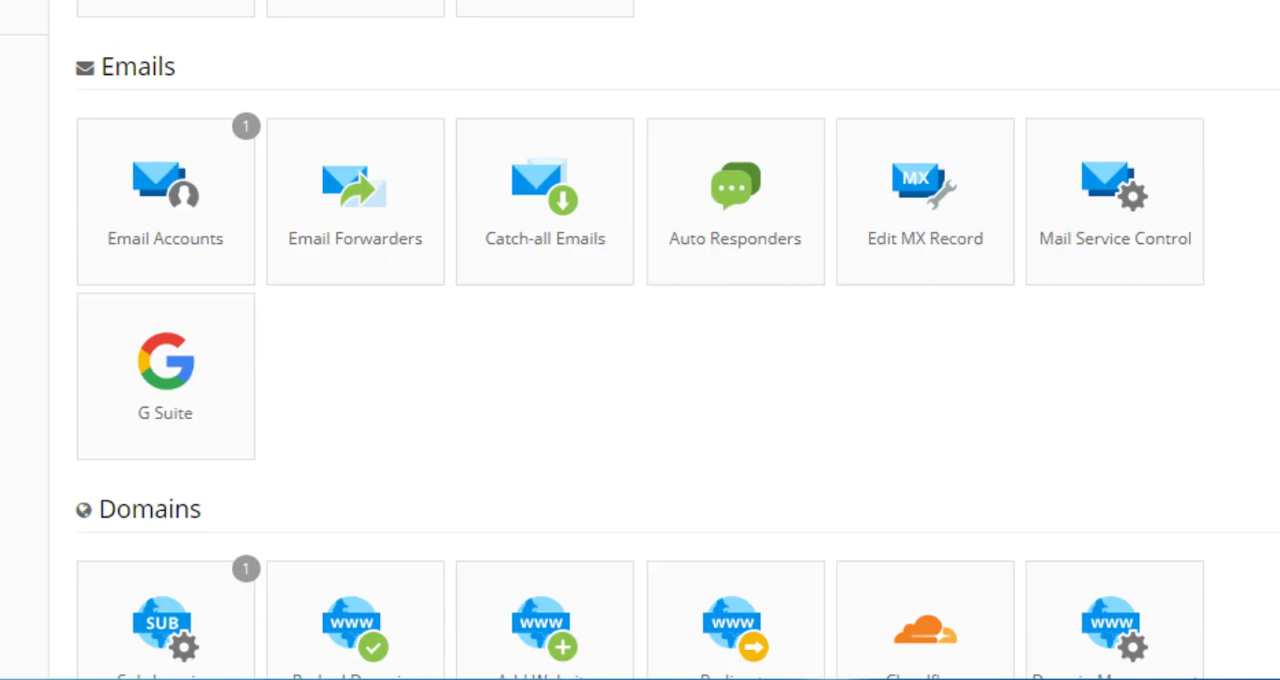 Emails
1
Email Accounts
Email Forwarders
Catch-all Emails
Auto Responders
MX
Edit MX Record
Mail Service Control
G Suite
Domains
1
SUB
www
www
www
www